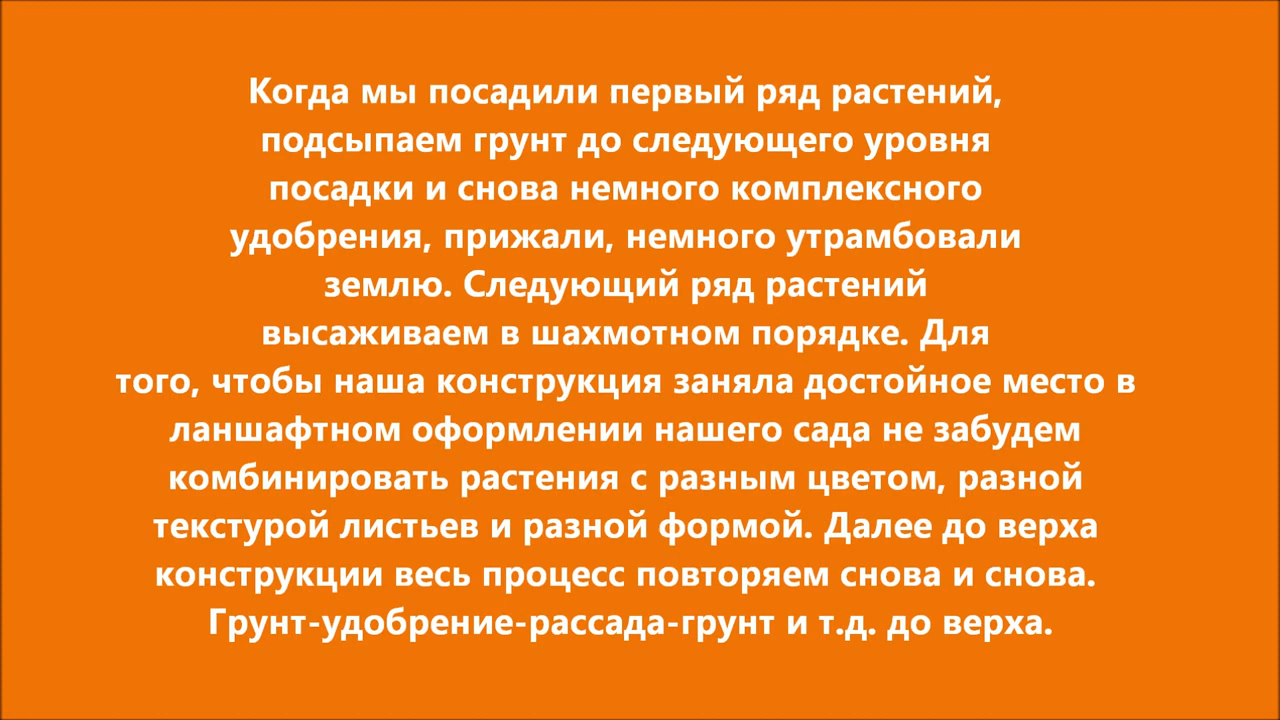 Когда мы посадили первый ряд растений,
подсыпаем грунт до следующего уровня
посадки и снова немного комплексного
удобрения, прижали, немного утрамбовали
землю. Следующий ряд растений
высаживаем в шахмотном порядке. Для
того, чтобы наша конструкция заняла достойное место в
ланшафтном оформлении нашего сада не забудем
комбинировать растения с разным цветом, разной
текстурой листьев и разной формой. Далее до верха
конструкции весь процесс повторяем снова и снова.
Грунт-удобрение-рассада-грунт и т.д. до верха.